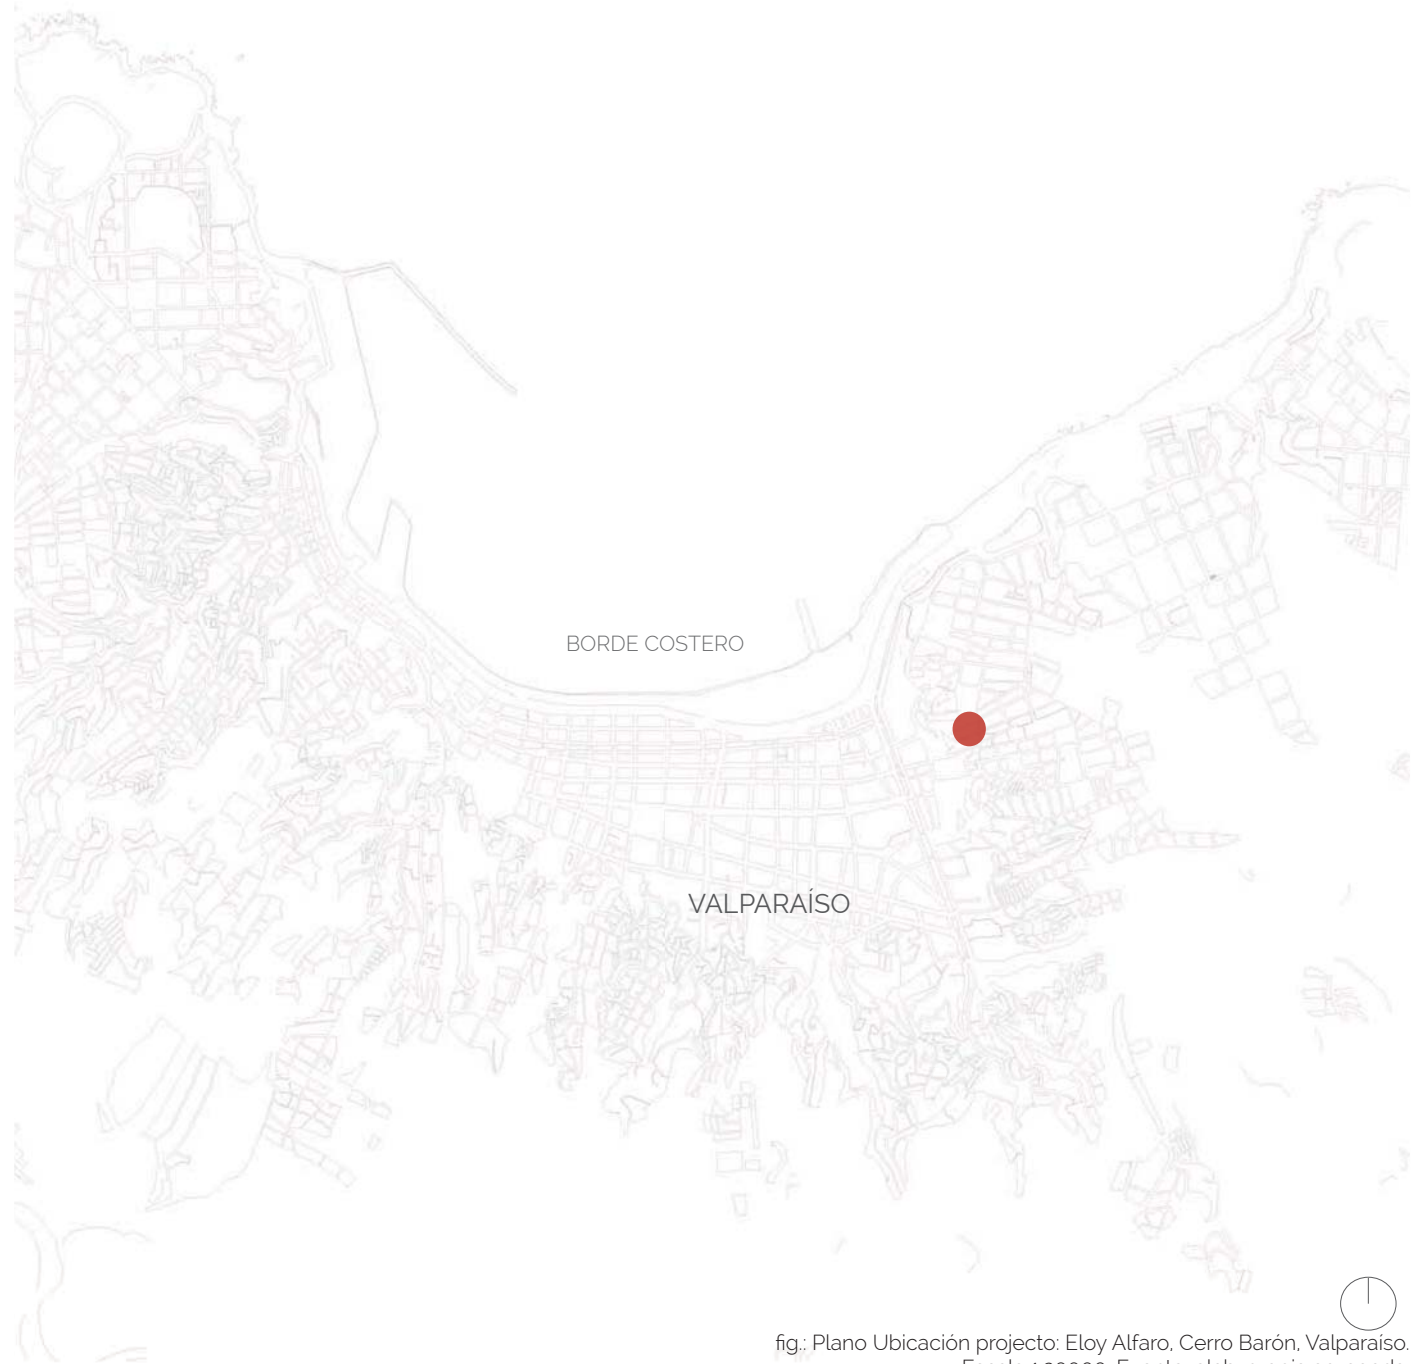 BORDE COSTERO
VALPARAÍSO
fig.: Plano Ubicación projecto: Eloy Alfaro, Cerro Barón, Valparaíso.